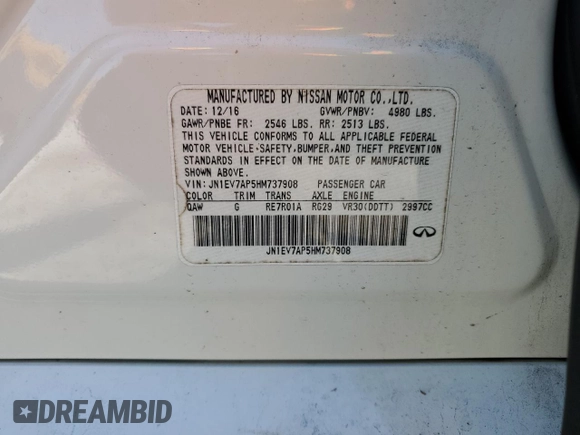 MANUFACTURED BY NISSAN MOTOR CO.,LTD.
DATE: 12/16 GVWR/PNBV: 4980 LBS.
GAWR/PNBE FR: 2546 LBS. RR: 2513 LBS.
THIS VEHICLE CONFORMS TO ALL APPLICABLE FEDERAL
MOTOR VEHICLE-SAFETY,BUMPER,AND THEFT PREVENTION
STANDARDS IN EFFECT ON THE DATE OF MANUFACTURE
SHOWN ABOVE.
VIN: JN1EV7AP5HM737908 PASSENGER CAR
COLOR TRIM TRANS AXLE ENGINE
QAW G RE7R01A RG29 VR30(DDTT) 2997CC
JN1EV7AP5HM737908
DREAMBID